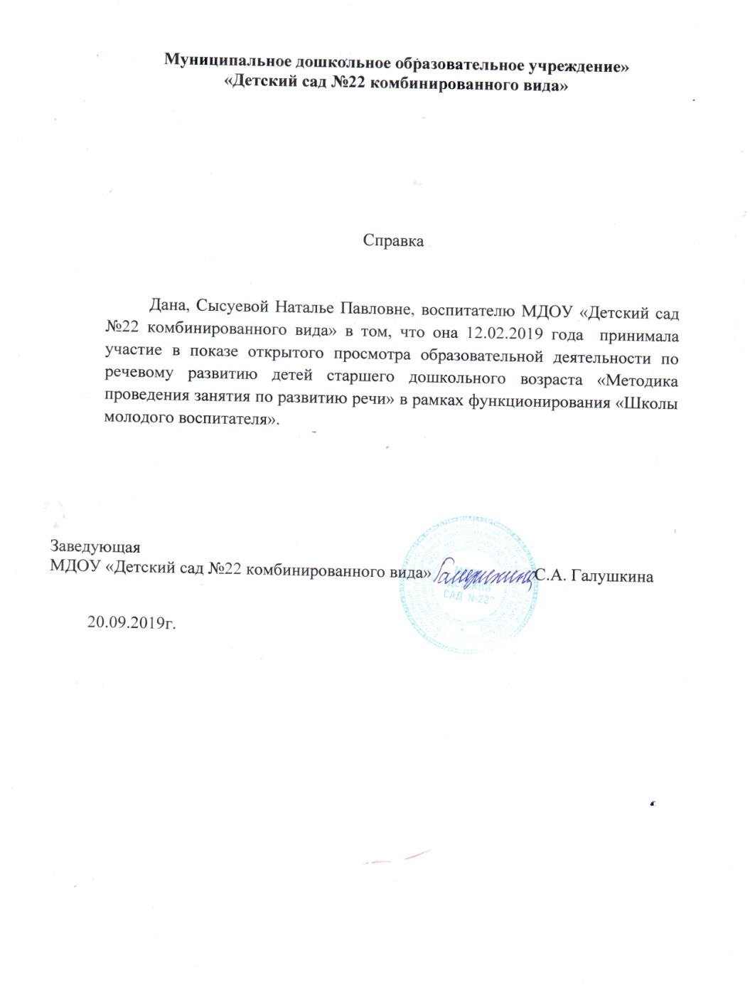 Муниципальное дошкольное образовательное учреждение»
«Детский сад №22 комбинированного вида»
Справка
Дана, Сысуевой Наталье Павловне, воспитателю МДОУ «Детский сад
№22 комбинированного вида» в том, что она 12.02.2019 года принимала
участие в показе открытого просмотра образовательной деятельности по
речевому развитию детей старшего дошкольного возраста «Методика
проведения занятия по развитию речи» в рамках функционирования «Школы
молодого воспитателя».
Заведующая
МДОУ «Детский сад №22 комбинированного вида» С.А. Галушкина
ДЕТСКИЙ
САД №22"
20.09.2019г.